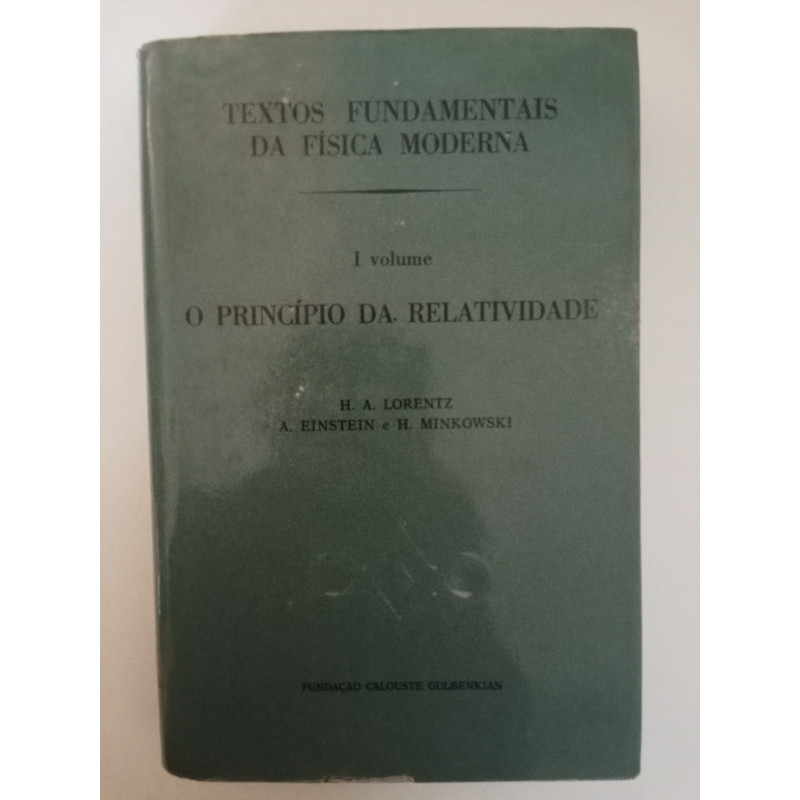 TEXTOS FUNDAMENTAIS
DA FÍSICA MODERNA
I volume
O PRINCÍPIO DA RELATIVIDADE
H. A. LORENTZ
A. EINSTEIN e H. MINKOWSKI
FUNDAÇÃO CALOUSTE GULBENKIAN